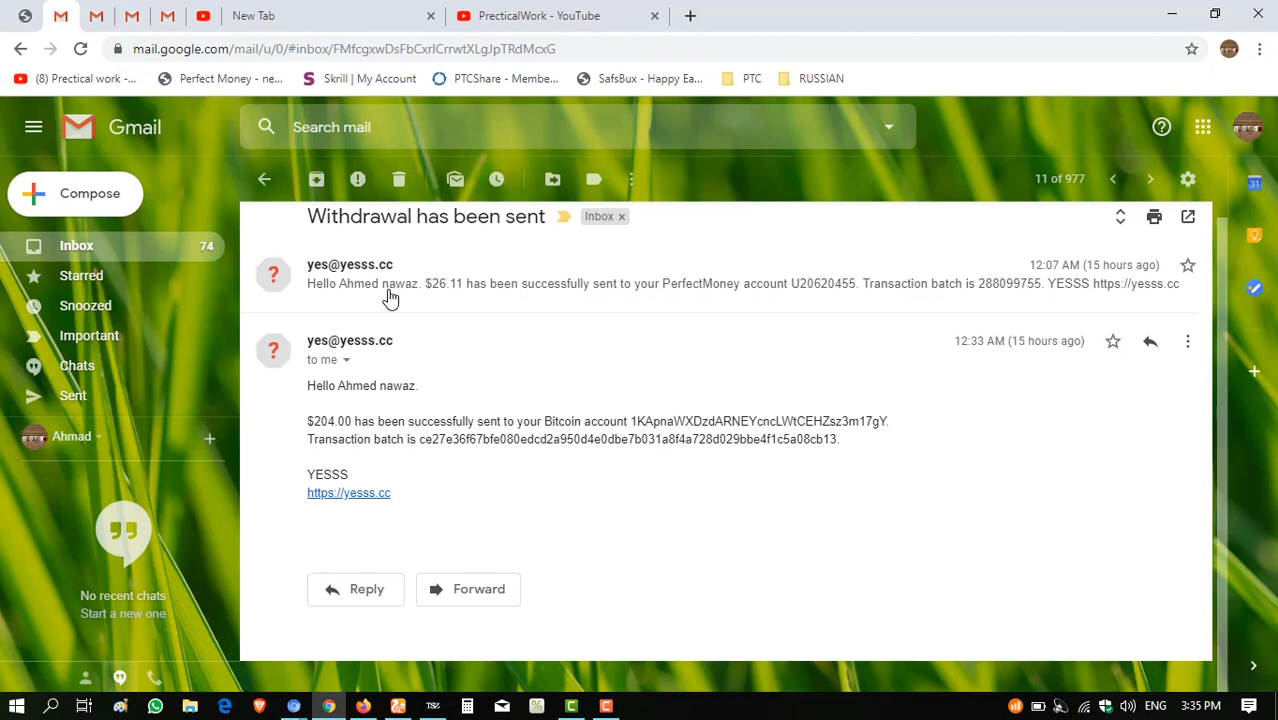 New Tab
PrecticalWork - YouTube
mail.google.com/mail/u/0/#inbox/FMfcgxwDsFbCxrlCrrwtXLgJpTRdMcxG
(8) Prectical work -...
Perfect Money - ne...
Skrill | My Account
PTCShare - Membe...
SafsBux - Happy Ea...
PTC
RUSSIAN
Gmail
Search mail
Compose
11 of 977
Inbox 74
Starred
Snoozed
Important
Chats
Sent
Ahmad
No recent chats
Start a new one
Withdrawal has been sent
Inbox x
yes@yesss.cc
12:07 AM (15 hours ago)
Hello Ahmed nawaz. $26.11 has been successfully sent to your PerfectMoney account U20620455. Transaction batch is 288099755. YESSS https://yesss.cc
yes@yesss.cc
12:33 AM (15 hours ago)
to me
Hello Ahmed nawaz.
$204.00 has been successfully sent to your Bitcoin account 1KApnaWXDzdARNEYcncLWtCEHZsz3m17gY.
Transaction batch is ce27e36f67bfe080edcd2a950d4e0dbe7b031a8f4a728d029bbe4f1c5a08cb13.
YESSS
https://yesss.cc
Reply
Forward
31
ENG
3:35 PM